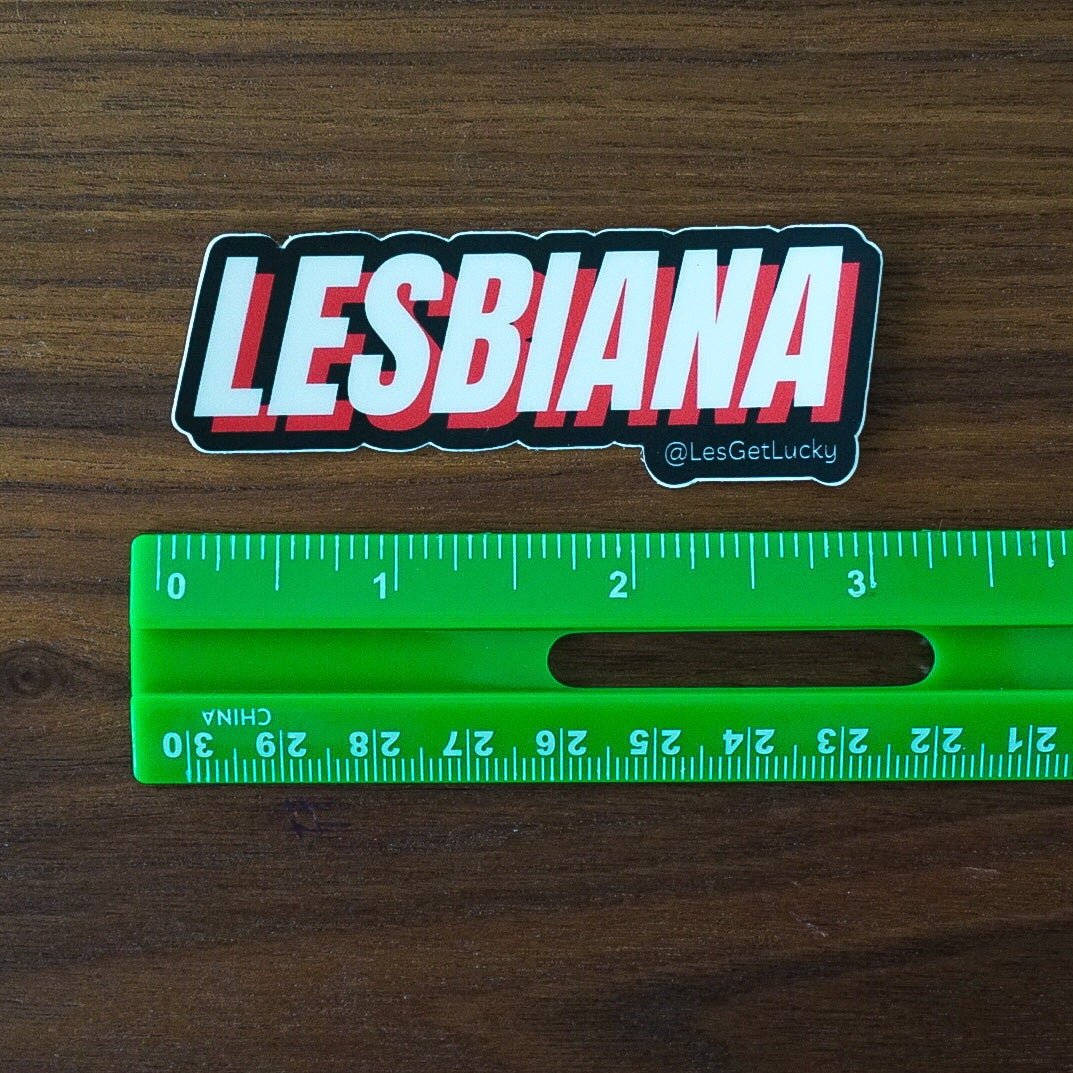 LESBIANA
@LesGetLucky
0 1 2 3
CHINA
30 29 28 27 26 25 24 23 22 21